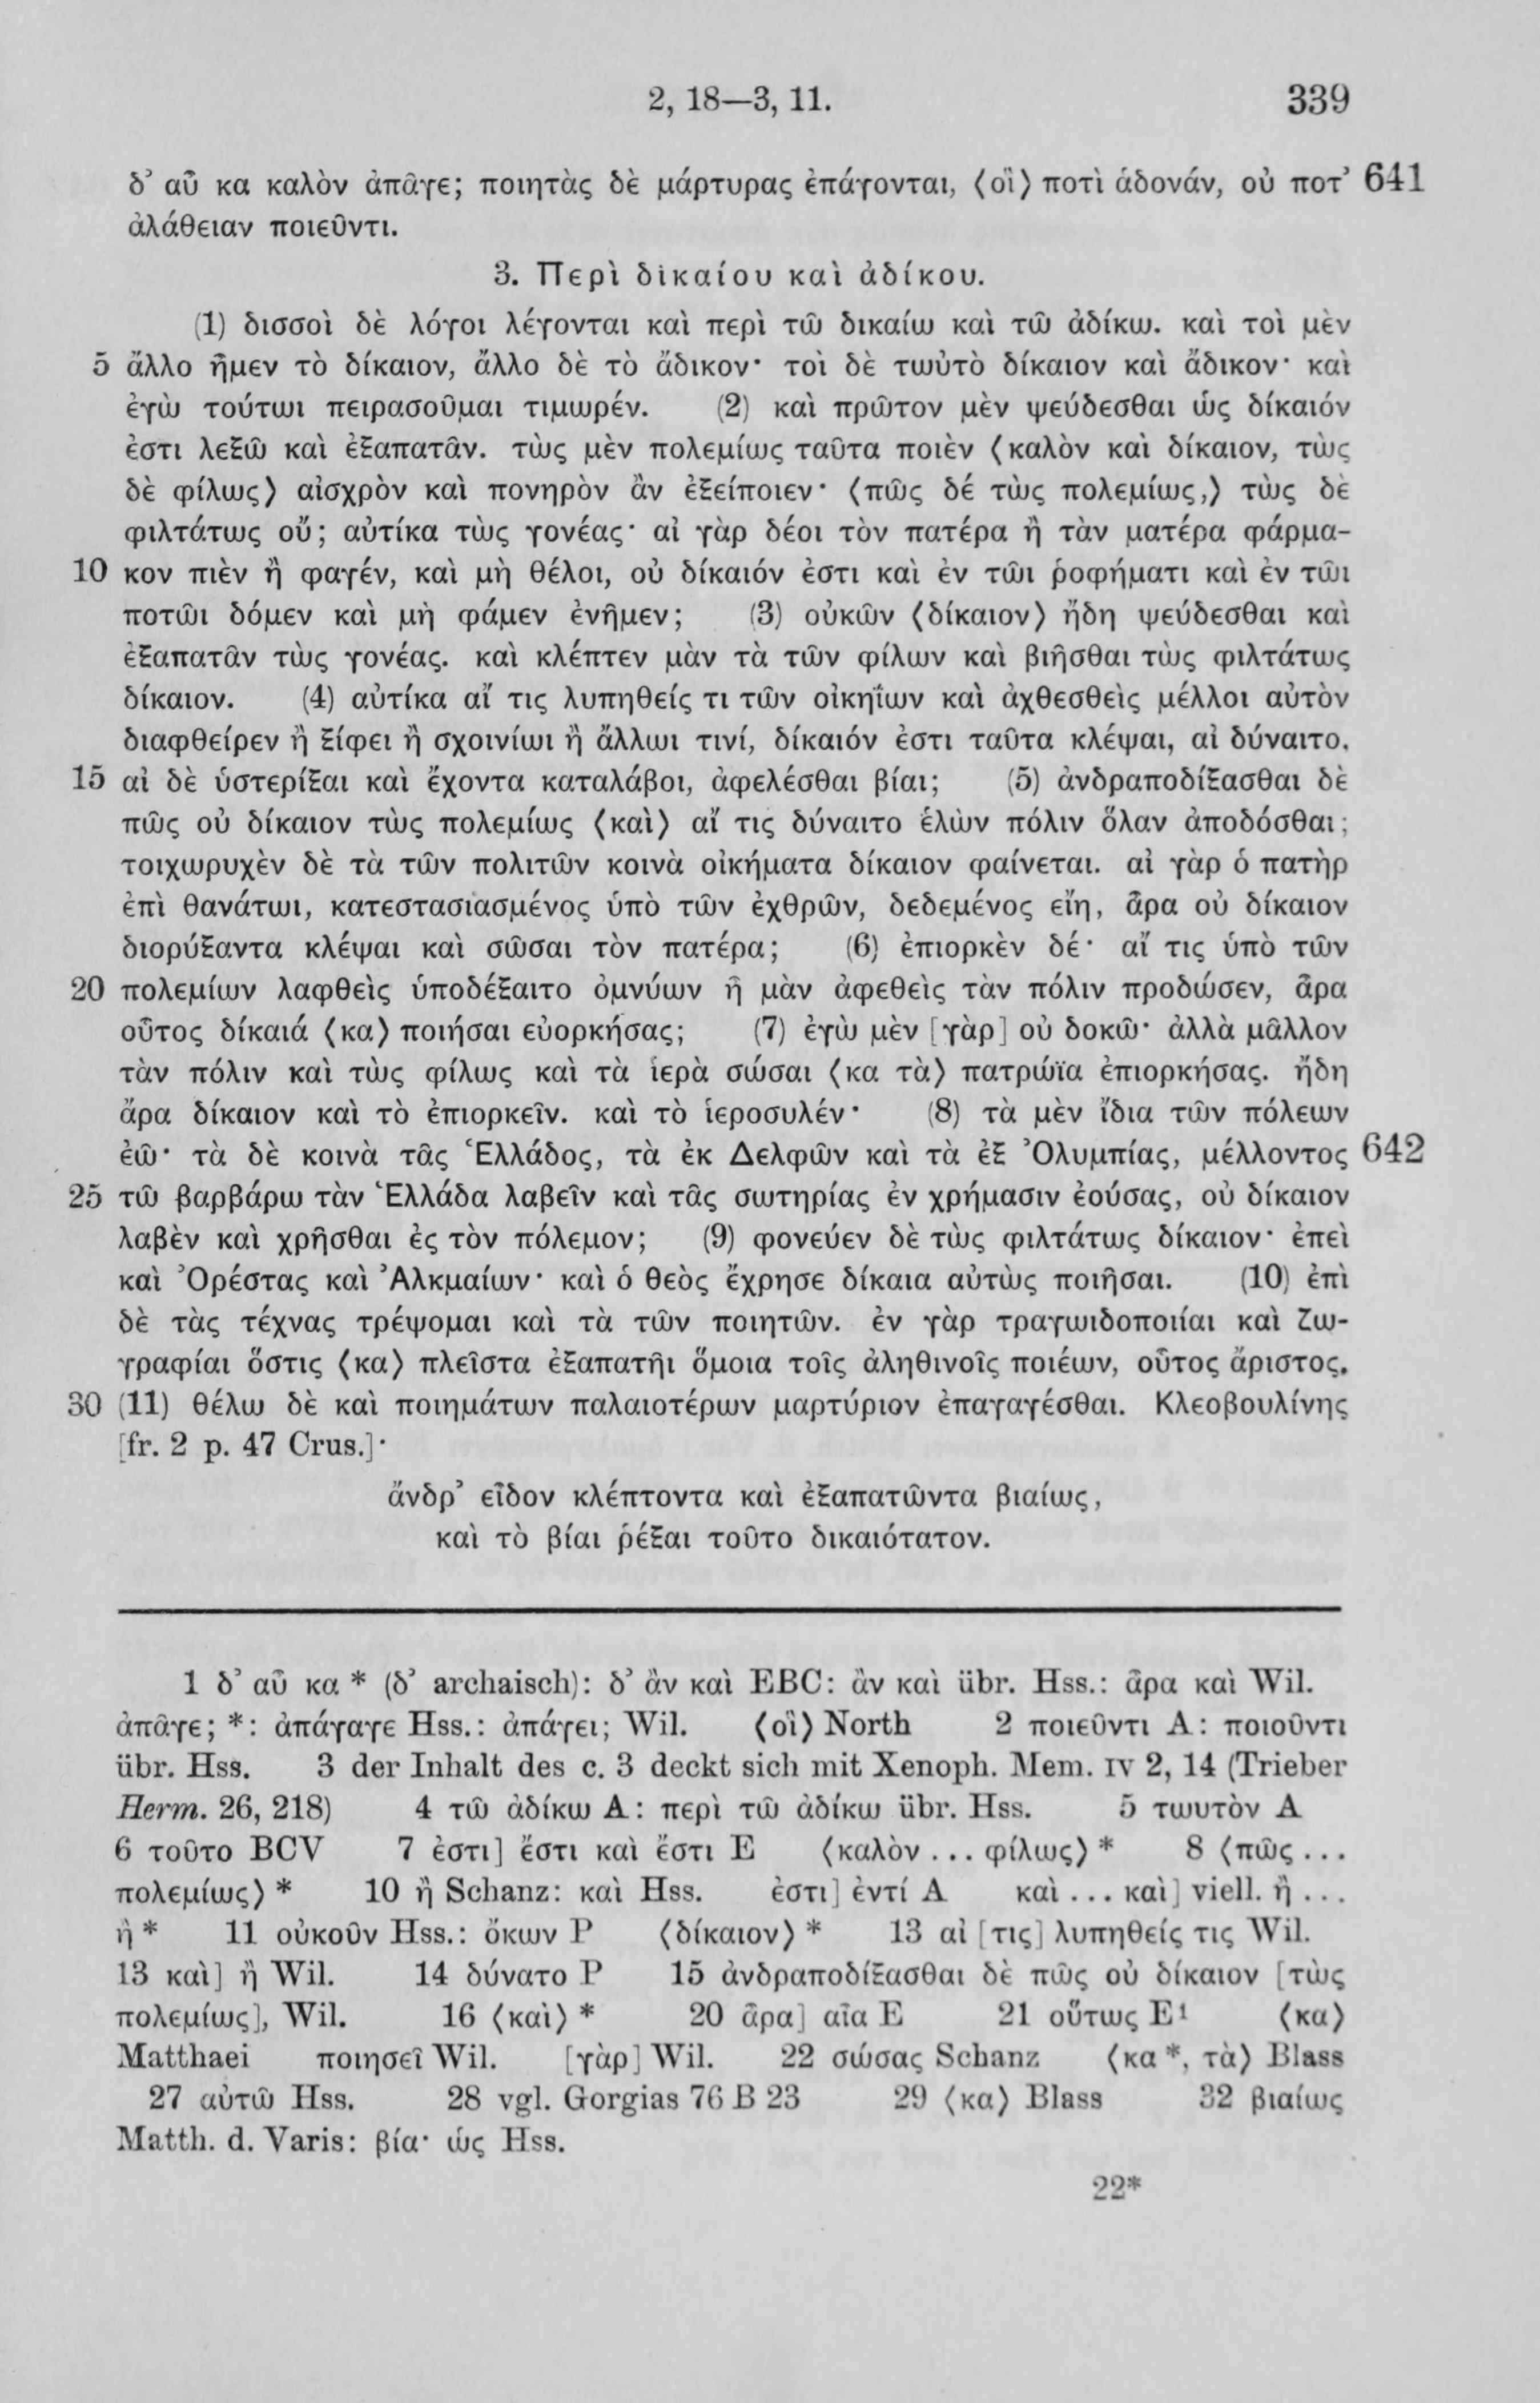 2, 18—3, 11. 339
δ’ αὖ κα καλὸν ἀπᾶγε; ποιητὰς δὲ μάρτυρας ἐπάγονται, ⟨οἳ⟩ ποτὶ ἁδονάν, οὐ ποτ’ 641
ἀλάθειαν ποιεῦντι.
3. Περὶ δικαίου καὶ ἀδίκου.
(1) δισσοὶ δὲ λόγοι λέγονται καὶ περὶ τῶ δικαίω καὶ τῶ ἀδίκω. καὶ τοὶ μὲν
5 ἄλλο ἦμεν τὸ δίκαιον, ἄλλο δὲ τὸ ἄδικον· τοὶ δὲ τωὐτὸ δίκαιον καὶ ἄδικον· καὶ
ἐγὼ τούτωι πειρασοῦμαι τιμωρέν. (2) καὶ πρῶτον μὲν ψεύδεσθαι ὡς δίκαιόν
ἐστι λεξῶ καὶ ἐξαπατᾶν. τὼς μὲν πολεμίως ταῦτα ποιὲν ⟨καλὸν καὶ δίκαιον, τὼς
δὲ φίλως⟩ αἰσχρὸν καὶ πονηρὸν ἂν ἐξείποιεν· ⟨πῶς δέ τὼς πολεμίως,⟩ τὼς δὲ
φιλτάτως οὔ; αὐτίκα τὼς γονέας· αἰ γὰρ δέοι τὸν πατέρα ἢ τὰν ματέρα φάρμα-
10 κον πιὲν ἢ φαγέν, καὶ μὴ θέλοι, οὐ δίκαιόν ἐστι καὶ ἐν τῶι ῥοφήματι καὶ ἐν τῶι
ποτῶι δόμεν καὶ μὴ φάμεν ἐνῆμεν; (3) οὐκῶν ⟨δίκαιον⟩ ἤδη ψεύδεσθαι καὶ
ἐξαπατᾶν τὼς γονέας. καὶ κλέπτεν μὰν τὰ τῶν φίλων καὶ βιῆσθαι τὼς φιλτάτως
δίκαιον. (4) αὐτίκα αἴ τις λυπηθείς τι τῶν οἰκηΐων καὶ ἀχθεσθεὶς μέλλοι αὑτὸν
διαφθείρεν ἢ ξίφει ἢ σχοινίωι ἢ ἄλλωι τινί, δίκαιόν ἐστι ταῦτα κλέψαι, αἰ δύναιτο,
15 αἰ δὲ ὑστερίξαι καὶ ἔχοντα καταλάβοι, ἀφελέσθαι βίαι; (5) ἀνδραποδίξασθαι δὲ
πῶς οὐ δίκαιον τὼς πολεμίως ⟨καὶ⟩ αἴ τις δύναιτο ἑλὼν πόλιν ὅλαν ἀποδόσθαι;
τοιχωρυχὲν δὲ τὰ τῶν πολιτῶν κοινὰ οἰκήματα δίκαιον φαίνεται. αἰ γὰρ ὁ πατὴρ
ἐπὶ θανάτωι, κατεστασιασμένος ὑπὸ τῶν ἐχθρῶν, δεδεμένος εἴη, ἆρα οὐ δίκαιον
διορύξαντα κλέψαι καὶ σῶσαι τὸν πατέρα; (6) ἐπιορκὲν δέ· αἴ τις ὑπὸ τῶν
20 πολεμίων λαφθεὶς ὑποδέξαιτο ὀμνύων ἦ μὰν ἀφεθεὶς τὰν πόλιν προδώσεν, ἆρα
οὗτος δίκαιά ⟨κα⟩ ποιήσαι εὐορκήσας; (7) ἐγὼ μὲν [γὰρ] οὐ δοκῶ· ἀλλὰ μᾶλλον
τὰν πόλιν καὶ τὼς φίλως καὶ τὰ ἱερὰ σώσαι ⟨κα τὰ⟩ πατρώϊα ἐπιορκήσας. ἤδη
ἄρα δίκαιον καὶ τὸ ἐπιορκεῖν. καὶ τὸ ἱεροσυλέν· (8) τὰ μὲν ἴδια τῶν πόλεων
ἐῶ· τὰ δὲ κοινὰ τᾶς Ἑλλάδος, τὰ ἐκ Δελφῶν καὶ τὰ ἐξ Ὀλυμπίας, μέλλοντος 642
25 τῶ βαρβάρω τὰν Ἑλλάδα λαβεῖν καὶ τᾶς σωτηρίας ἐν χρήμασιν ἐούσας, οὐ δίκαιον
λαβὲν καὶ χρῆσθαι ἐς τὸν πόλεμον; (9) φονεύεν δὲ τὼς φιλτάτως δίκαιον· ἐπεὶ
καὶ Ὀρέστας καὶ Ἀλκμαίων· καὶ ὁ θεὸς ἔχρησε δίκαια αὐτὼς ποιῆσαι. (10) ἐπὶ
δὲ τὰς τέχνας τρέψομαι καὶ τὰ τῶν ποιητῶν. ἐν γὰρ τραγωιδοποιίαι καὶ ζω-
γραφίαι ὅστις ⟨κα⟩ πλεῖστα ἐξαπατῆι ὅμοια τοῖς ἀληθινοῖς ποιέων, οὗτος ἄριστος.
30 (11) θέλω δὲ καὶ ποιημάτων παλαιοτέρων μαρτύριον ἐπαγαγέσθαι. Κλεοβουλίνης
[fr. 2 p. 47 Crus.]·
ἄνδρ’ εἶδον κλέπτοντα καὶ ἐξαπατῶντα βιαίως,
καὶ τὸ βίαι ῥέξαι τοῦτο δικαιότατον.
1 δ’ αὖ κα * (δ’ archaisch): δ’ ἂν καὶ EBC: ἂν καὶ übr. Hss.: ἆρα καὶ Wil.
ἀπᾶγε; *: ἀπάγαγε Hss.: ἀπάγει; Wil. ⟨οἳ⟩ North 2 ποιεῦντι A: ποιοῦντι
übr. Hss. 3 der Inhalt des c. 3 deckt sich mit Xenoph. Mem. IV 2, 14 (Trieber
Herm. 26, 218) 4 τῶ ἀδίκω A: περὶ τῶ ἀδίκω übr. Hss. 5 τωυτὸν A
6 τοῦτο BCV 7 ἐστι] ἔστι καὶ ἔστι E ⟨καλὸν ... φίλως⟩ * 8 ⟨πῶς ...
πολεμίως⟩ * 10 ἢ Schanz: καὶ Hss. ἐστι] ἐντί A καὶ ... καὶ] viell. ἢ ...
ἢ * 11 οὐκοῦν Hss.: ὄκων P ⟨δίκαιον⟩ * 13 αἰ [τις] λυπηθείς τις Wil.
13 καὶ] ἢ Wil. 14 δύνατο P 15 ἀνδραποδίξασθαι δὲ πῶς οὐ δίκαιον [τὼς
πολεμίως], Wil. 16 ⟨καὶ⟩ * 20 ἆρα] αἶα E 21 οὕτως E¹ ⟨κα⟩
Matthaei ποιησεῖ Wil. [γὰρ] Wil. 22 σώσας Schanz ⟨κα *, τὰ⟩ Blass
27 αὐτῶ Hss. 28 vgl. Gorgias 76 B 23 29 ⟨κα⟩ Blass 32 βιαίως
Matth. d. Varis: βία· ὡς Hss.
22*